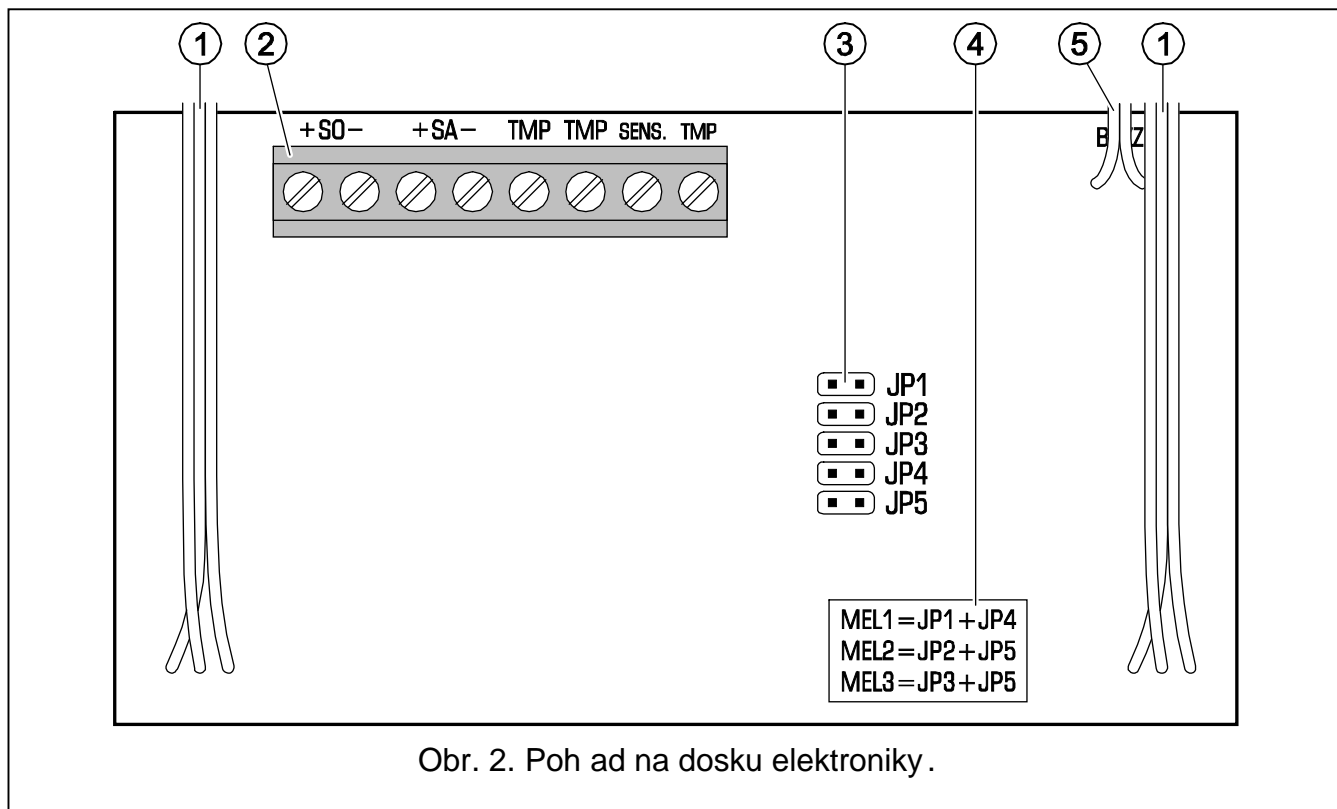 1 2 3 4 5 1
+SO- +SA- TMP TMP SENS. TMP
JP1
JP2
JP3
JP4
JP5
MEL1=JP1+JP4
MEL2=JP2+JP5
MEL3=JP3+JP5
Obr. 2. Poh ad na dosku elektroniky.